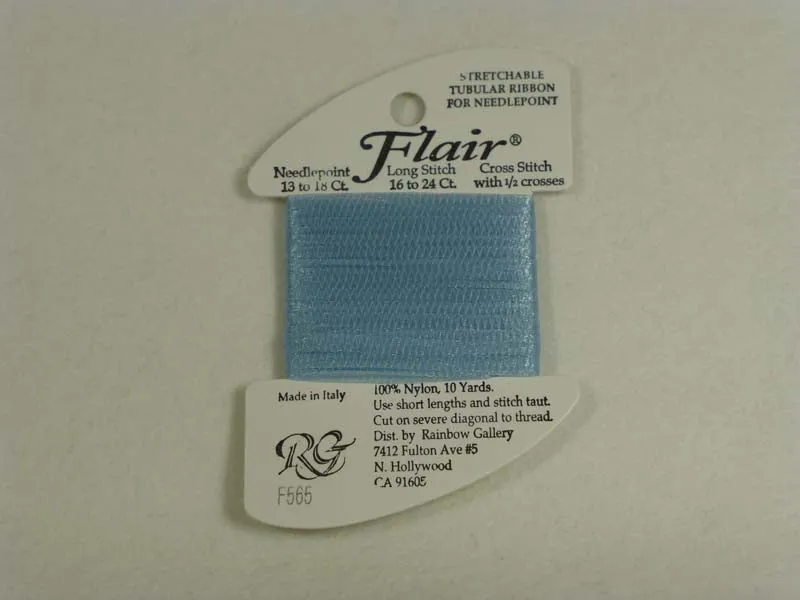 STRETCHABLE
TUBULAR RIBBON
FOR NEEDLEPOINT
Flair®
Needlepoint
13 to 18 Ct.
Long Stitch
16 to 24 Ct.
Cross Stitch
with 1/2 crosses
Made in Italy
RG
F565
100% Nylon, 10 Yards.
Use short lengths and stitch taut.
Cut on severe diagonal to thread.
Dist. by Rainbow Gallery
7412 Fulton Ave #5
N. Hollywood
CA 91605